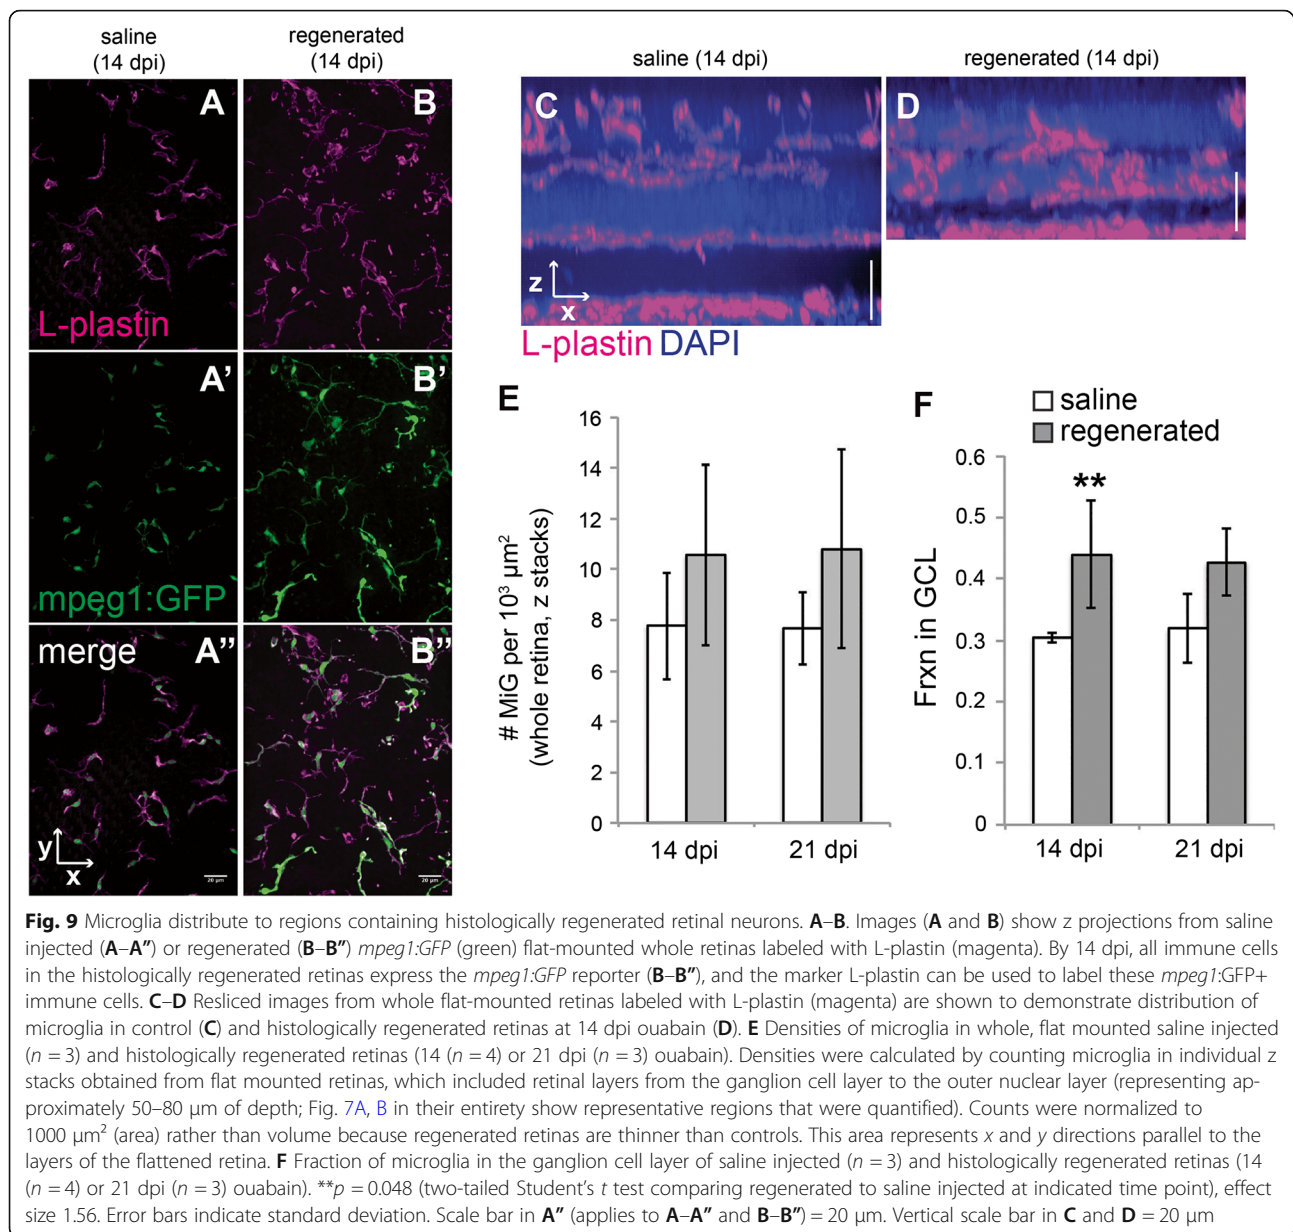 saline
(14 dpi)
regenerated
(14 dpi)
A
B
L-plastin
A'
B'
mpeg1:GFP
merge
A"
B"
y
x
20 µm
20 µm
saline (14 dpi)
regenerated (14 dpi)
C
D
z
x
L-plastin DAPI
E
# MiG per 10³ µm²
(whole retina, z stacks)
16
14
12
10
8
6
4
2
0
14 dpi
21 dpi
F
saline
regenerated
Frxn in GCL
0.6
0.5
0.4
0.3
0.2
0.1
0
**
14 dpi
21 dpi
Fig. 9 Microglia distribute to regions containing histologically regenerated retinal neurons. A–B. Images (A and B) show z projections from saline
injected (A–A") or regenerated (B–B") mpeg1:GFP (green) flat-mounted whole retinas labeled with L-plastin (magenta). By 14 dpi, all immune cells
in the histologically regenerated retinas express the mpeg1:GFP reporter (B–B"), and the marker L-plastin can be used to label these mpeg1:GFP+
immune cells. C–D Resliced images from whole flat-mounted retinas labeled with L-plastin (magenta) are shown to demonstrate distribution of
microglia in control (C) and histologically regenerated retinas at 14 dpi ouabain (D). E Densities of microglia in whole, flat mounted saline injected
(n = 3) and histologically regenerated retinas (14 (n = 4) or 21 dpi (n = 3) ouabain). Densities were calculated by counting microglia in individual z
stacks obtained from flat mounted retinas, which included retinal layers from the ganglion cell layer to the outer nuclear layer (representing ap-
proximately 50–80 µm of depth; Fig. 7A, B in their entirety show representative regions that were quantified). Counts were normalized to
1000 µm² (area) rather than volume because regenerated retinas are thinner than controls. This area represents x and y directions parallel to the
layers of the flattened retina. F Fraction of microglia in the ganglion cell layer of saline injected (n = 3) and histologically regenerated retinas (14
(n = 4) or 21 dpi (n = 3) ouabain). **p = 0.048 (two-tailed Student's t test comparing regenerated to saline injected at indicated time point), effect
size 1.56. Error bars indicate standard deviation. Scale bar in A" (applies to A–A" and B–B") = 20 µm. Vertical scale bar in C and D = 20 µm